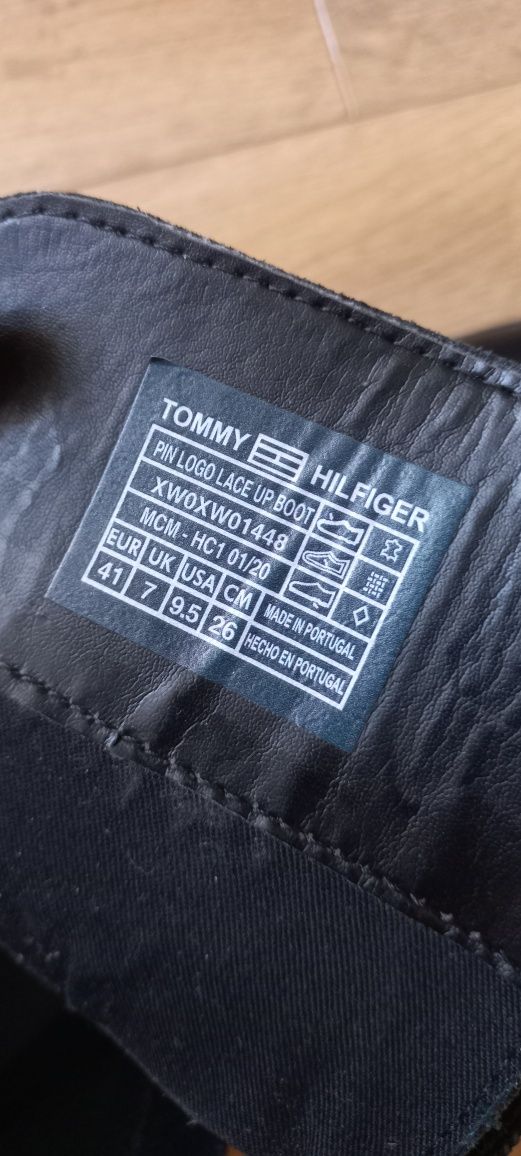 TOMMY HILFIGER
PIN LOGO LACE UP BOOT
XW0XW01448
MCM - HC1 01/20
EUR UK USA CM
41 7 9.5 26
MADE IN PORTUGAL
HECHO EN PORTUGAL